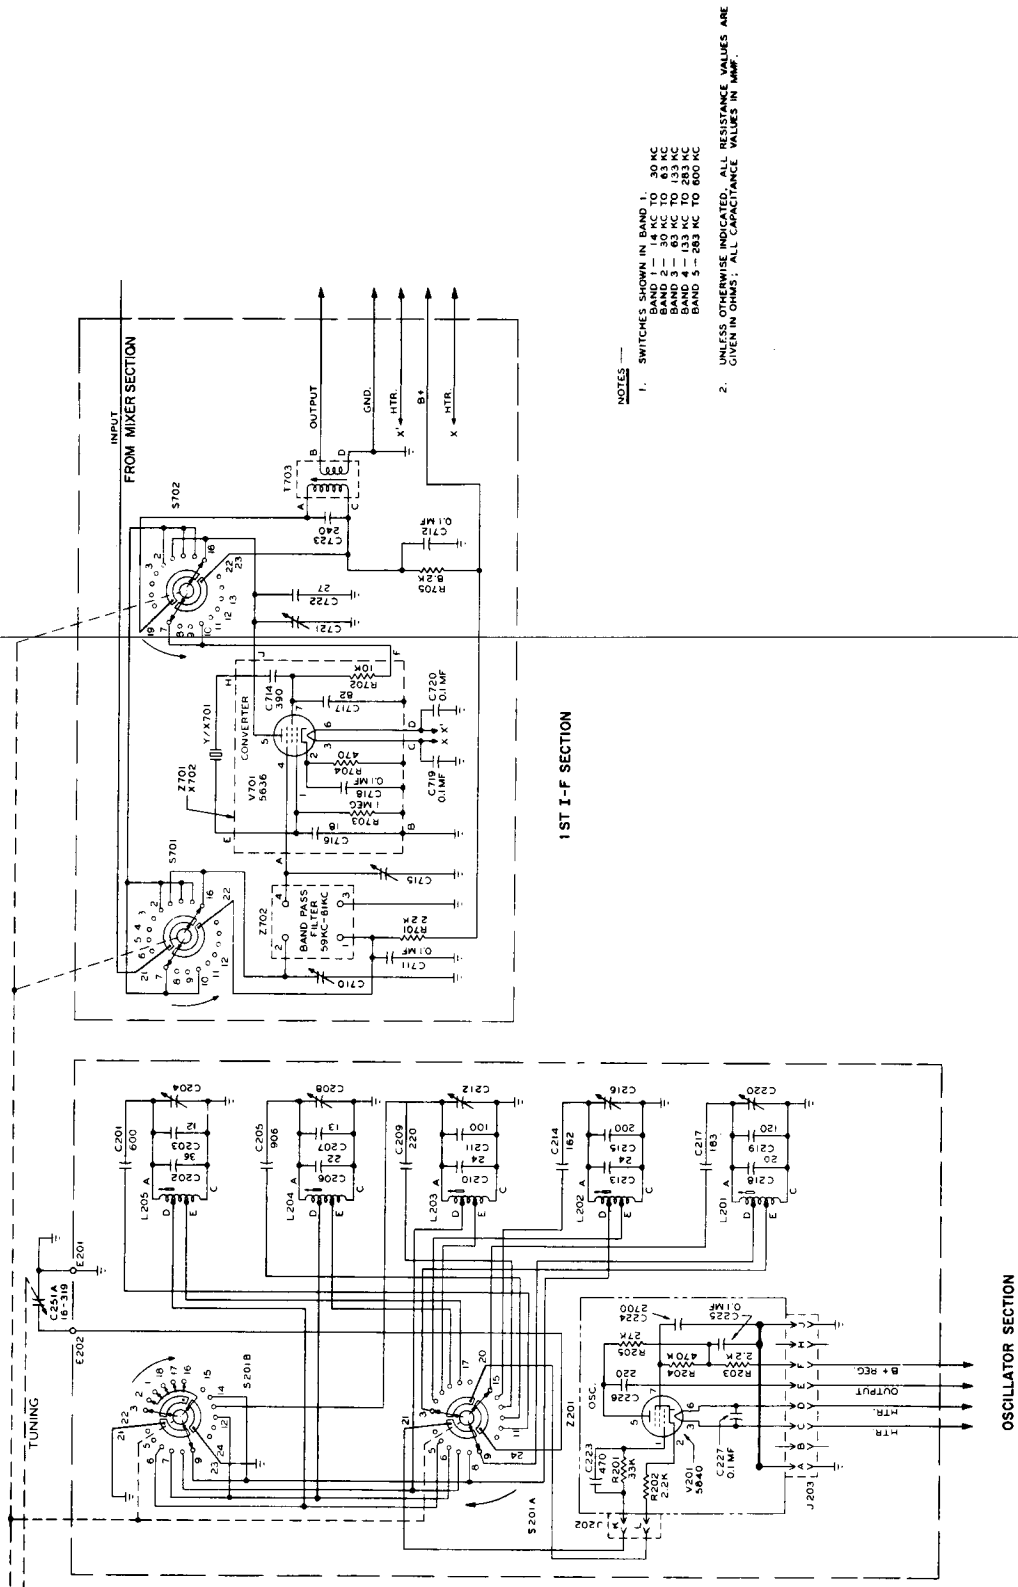 TUNING
C251A
16-319
E201
E202
INPUT
FROM MIXER SECTION
S702
S701
Z701
X702
Y/X701
H
E
J
F
CONVERTER
V701
5636
C714
390
C717
82
R702
10K
C716
18
R703
1 MEG
C718
0.1MF
R704
470
A
B
C
D
X X'
C719
0.1MF
C720
0.1MF
C721
C722
27
C723
240
T703
A
C
B
D
OUTPUT
GND.
X' HTR.
B+
X HTR.
R705
8.2K
C712
0.1MF
Z702
BAND PASS
FILTER
59KC-81KC
C710
C711
0.1MF
R701
2.2K
C715
1ST I-F SECTION
NOTES
1. SWITCHES SHOWN IN BAND 1.
BAND 1 — 14 KC TO 30 KC
BAND 2 — 30 KC TO 63 KC
BAND 3 — 63 KC TO 133 KC
BAND 4 — 133 KC TO 283 KC
BAND 5 — 283 KC TO 600 KC
2. UNLESS OTHERWISE INDICATED, ALL RESISTANCE VALUES ARE
GIVEN IN OHMS; ALL CAPACITANCE VALUES IN MMF.
S201B
S201A
C201
600
L205
C202
36
C203
12
C204
C205
906
L204
C206
22
C207
13
C208
C209
220
L203
C210
24
C211
100
C212
C214
162
L202
C213
24
C215
200
C216
C217
183
L201
C218
20
C219
120
C220
Z201
OSC.
J202
C223
470
R201
33K
R202
2.2K
V201
5840
C226
220
R205
27K
R204
470K
R203
2.2K
C224
2700
C225
0.1MF
C227
0.1MF
J203
A B C D E F H J
HTR.
HTR.
OUTPUT
B+ REG.
OSCILLATOR SECTION